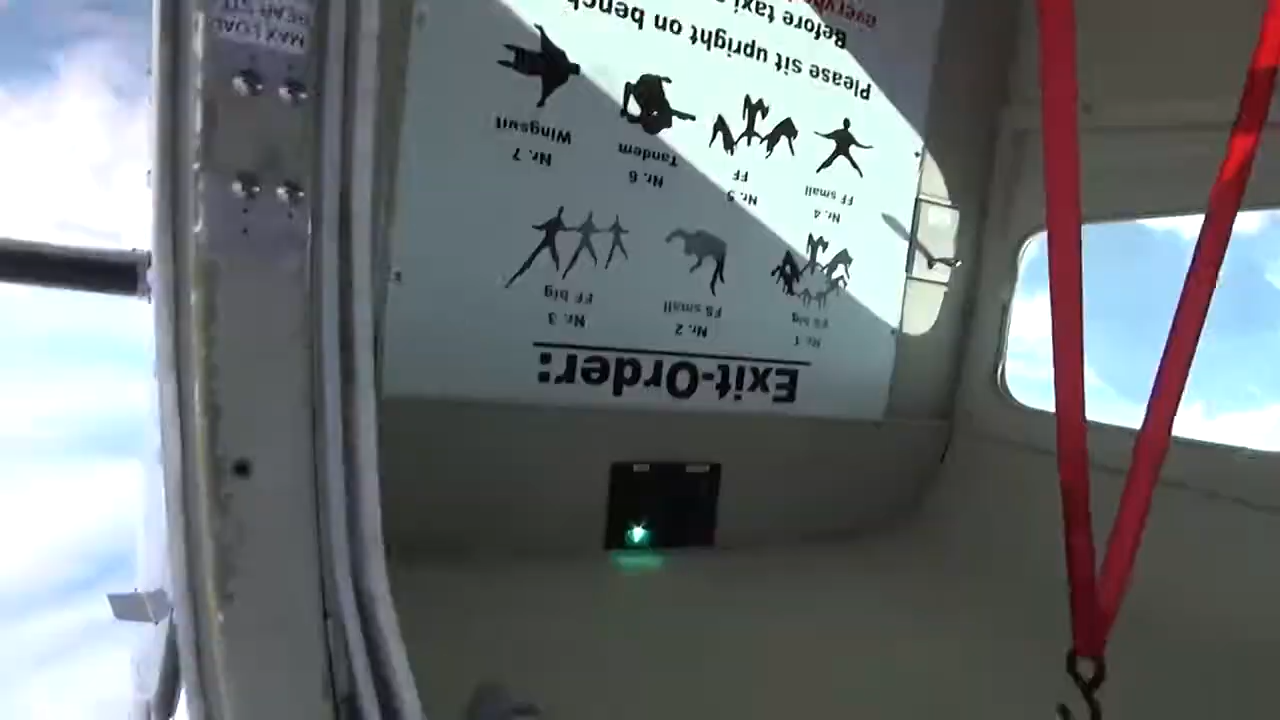 Exit-Order:
Nr. 1
FS big
Nr. 2
FS small
Nr. 3
FF big
Nr. 4
FF small
Nr. 5
FF
Nr. 6
Tandem
Nr. 7
Wingsuit
Please sit upright on bench
Before taxi
MAX LOAD
REAR